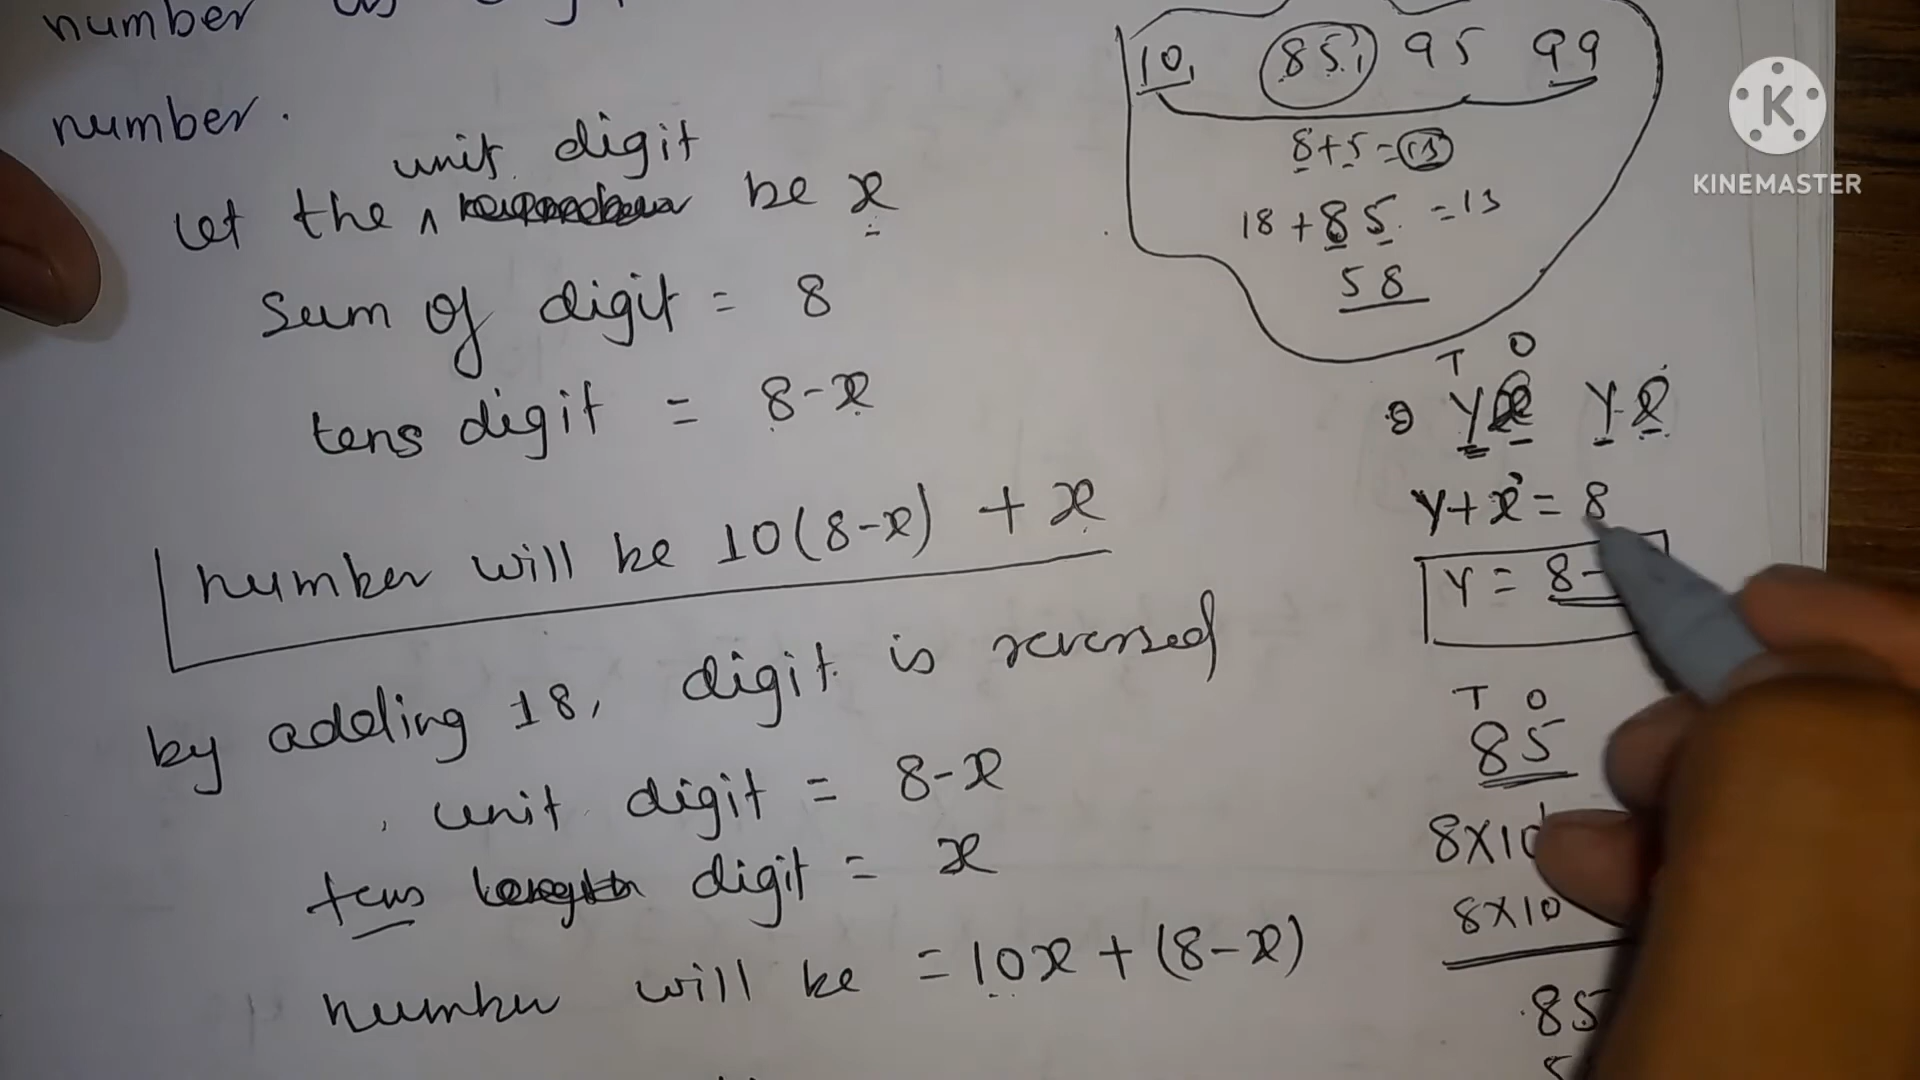 number
number.
unit digit
let the ∧ be x
Sum of digit = 8
tens digit = 8-x
number will be 10(8-x) + x
by adding 18, digit is reversed
unit digit = 8-x
tens digit = x
number will be = 10x + (8-x)
10, 85, 95 99
8+5=13
18 + 85 = 13
58
T O
y yx
y+x = 8
y = 8-
T O
85
8x10
8x10
85
KINEMASTER